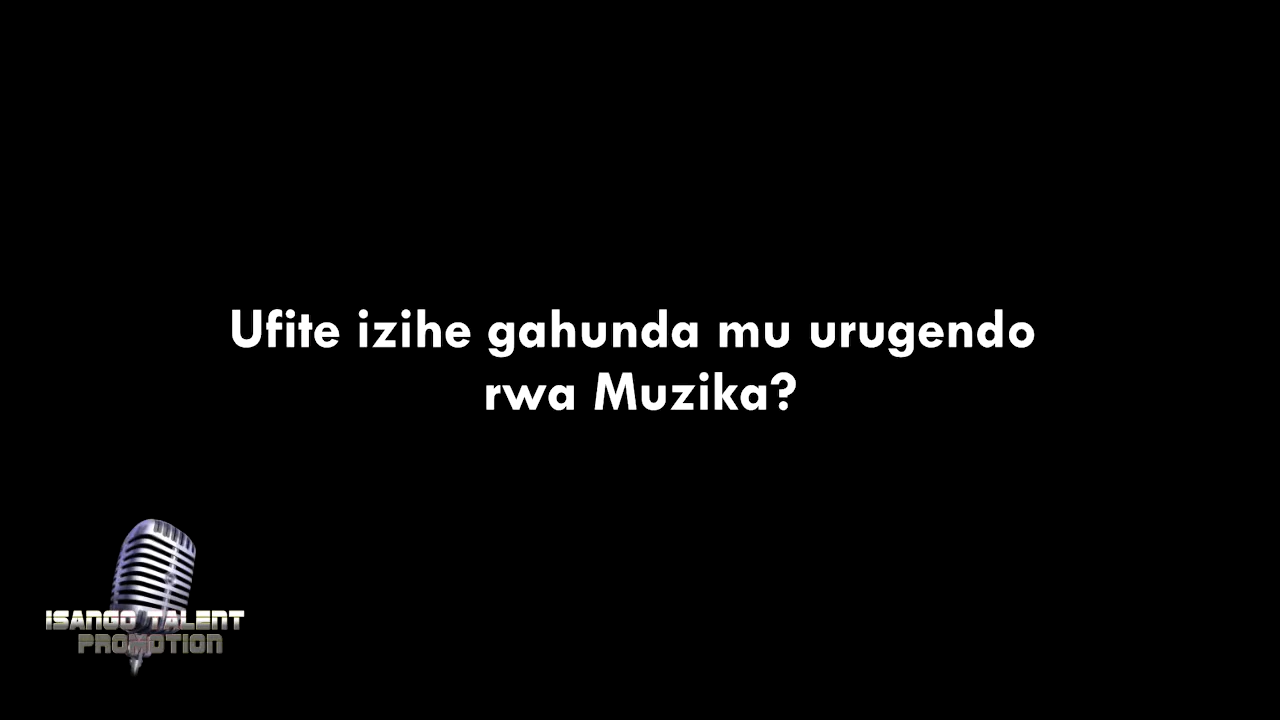 Ufite izihe gahunda mu urugendo
rwa Muzika?
ISANGO TALENT
PROMOTION